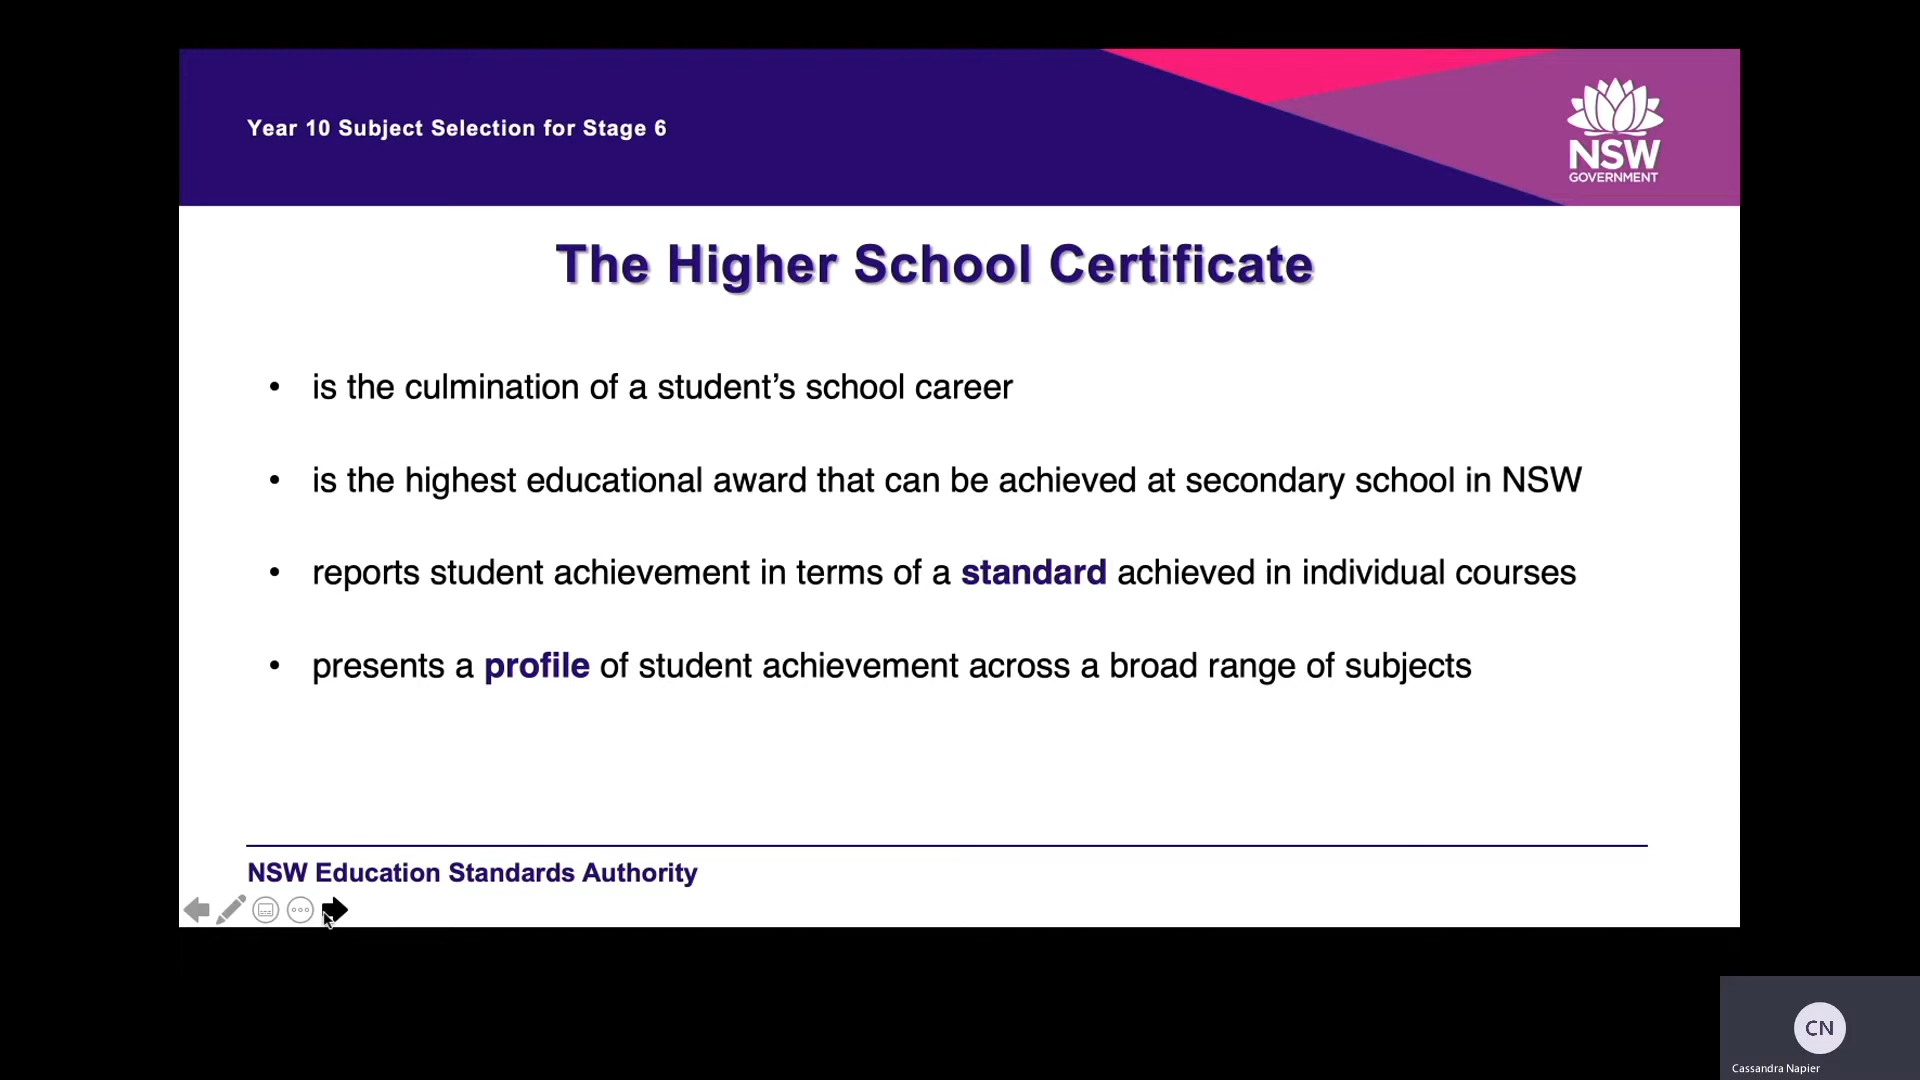 Year 10 Subject Selection for Stage 6
NSW
GOVERNMENT
The Higher School Certificate
• is the culmination of a student’s school career
• is the highest educational award that can be achieved at secondary school in NSW
• reports student achievement in terms of a standard achieved in individual courses
• presents a profile of student achievement across a broad range of subjects
NSW Education Standards Authority
CN
Cassandra Napier